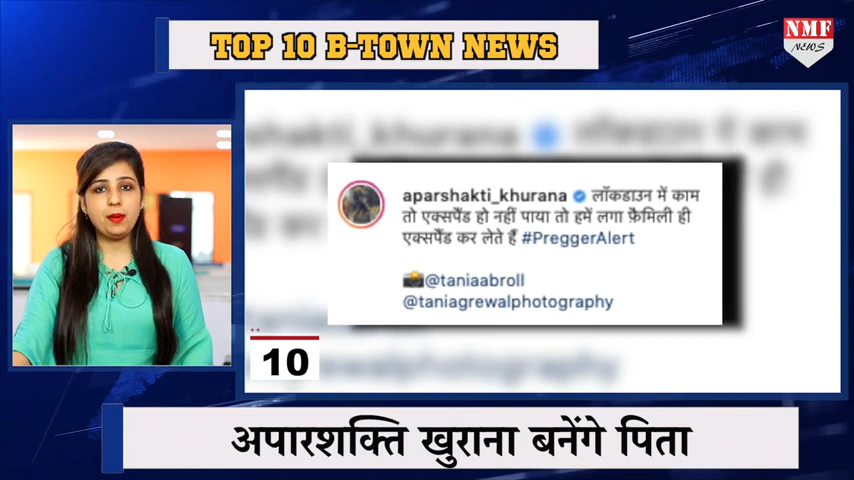 TOP 10 B-TOWN NEWS
NMF
NEWS
aparshakti_khurana लॉकडाउन में काम
तो एक्सपैंड हो नहीं पाया तो हमें लगा फ़ैमिली ही
एक्सपैंड कर लेते हैं #PreggerAlert
@taniaabroll
@taniagrewalphotography
10
अपारशक्ति खुराना बनेंगे पिता